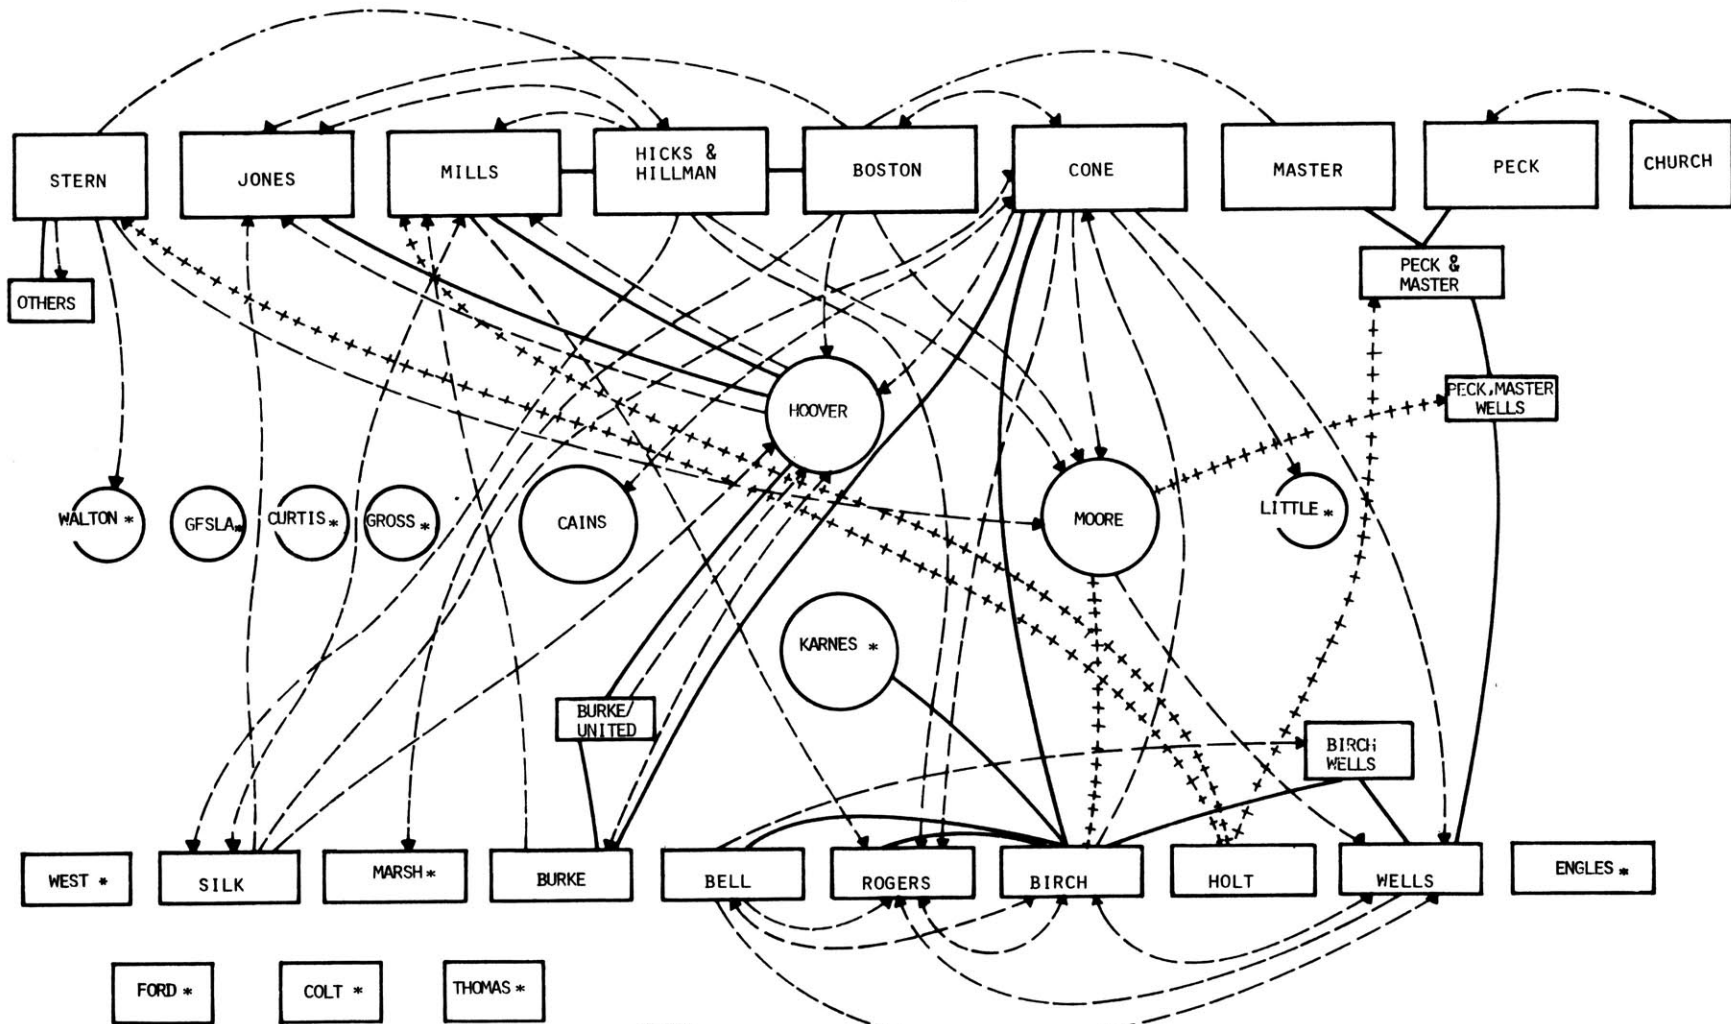 STERN
JONES
MILLS
HICKS &
HILLMAN
BOSTON
CONE
MASTER
PECK
CHURCH
OTHERS
PECK &
MASTER
HOOVER
PECK,MASTER
WELLS
WALTON *
GFSLA*
CURTIS*
GROSS*
CAINS
MOORE
LITTLE*
KARNES *
BURKE/
UNITED
BIRCH
WELLS
WEST *
SILK
MARSH*
BURKE
BELL
ROGERS
BIRCH
HOLT
WELLS
ENGLES*
FORD *
COLT *
THOMAS*